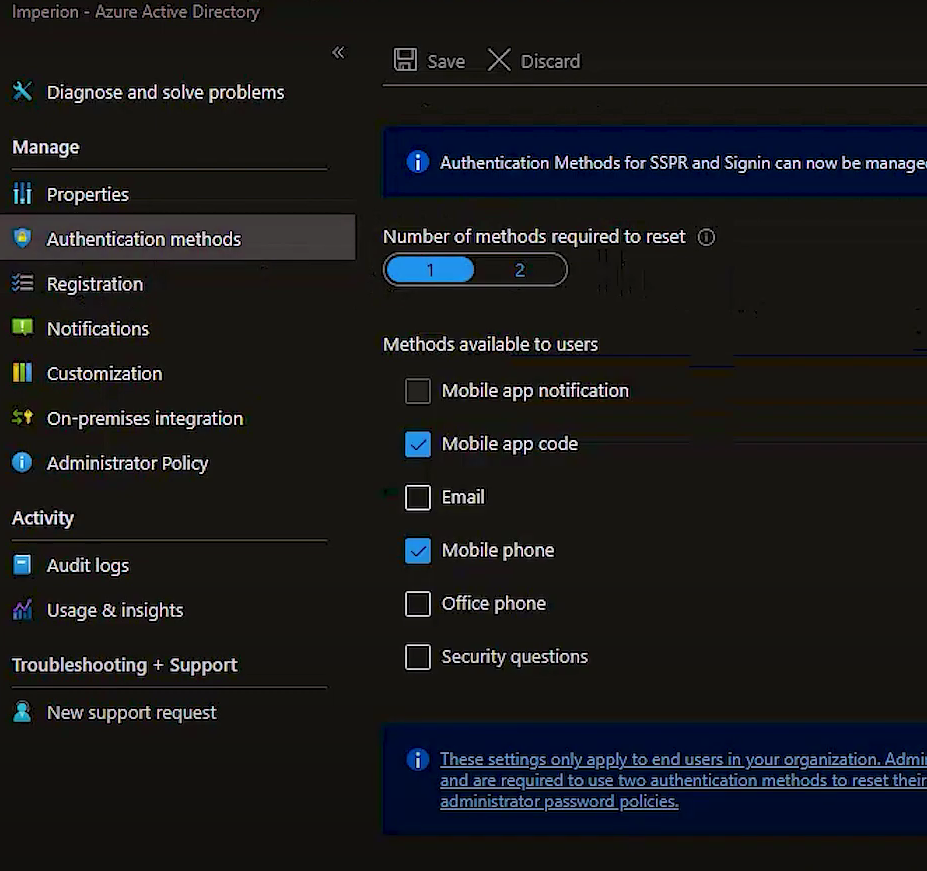 Imperion - Azure Active Directory
«
Diagnose and solve problems
Manage
Properties
Authentication methods
Registration
Notifications
Customization
On-premises integration
Administrator Policy
Activity
Audit logs
Usage & insights
Troubleshooting + Support
New support request
Save Discard
Authentication Methods for SSPR and Signin can now be manage
Number of methods required to reset
1 2
Methods available to users
Mobile app notification
Mobile app code
Email
Mobile phone
Office phone
Security questions
These settings only apply to end users in your organization. Admi
and are required to use two authentication methods to reset their
administrator password policies.